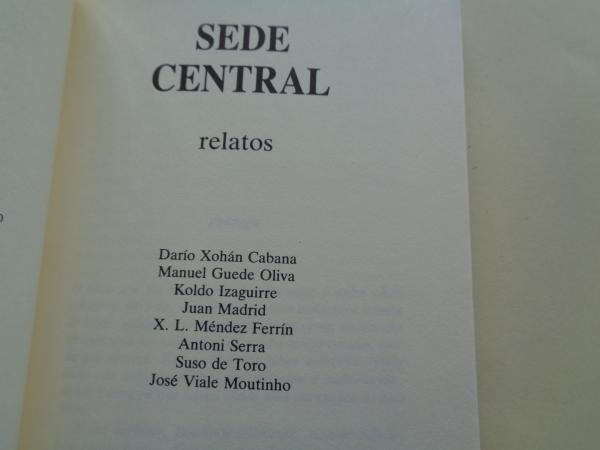 SEDE
CENTRAL
relatos
Darío Xohán Cabana
Manuel Guede Oliva
Koldo Izaguirre
Juan Madrid
X. L. Méndez Ferrín
Antoni Serra
Suso de Toro
José Viale Moutinho